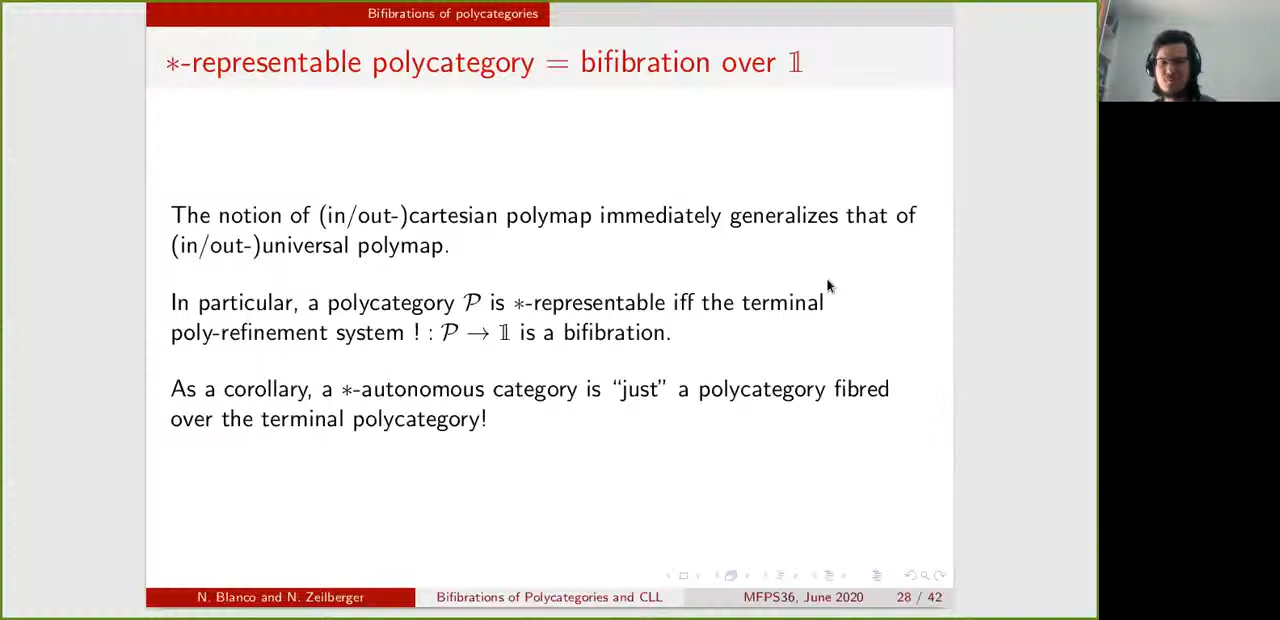 Bifibrations of polycategories
∗-representable polycategory = bifibration over 𝟙
The notion of (in/out-)cartesian polymap immediately generalizes that of
(in/out-)universal polymap.
In particular, a polycategory 𝒫 is ∗-representable iff the terminal
poly-refinement system ! : 𝒫 → 𝟙 is a bifibration.
As a corollary, a ∗-autonomous category is “just” a polycategory fibred
over the terminal polycategory!
N. Blanco and N. Zeilberger
Bifibrations of Polycategories and CLL
MFPS36, June 2020
28 / 42